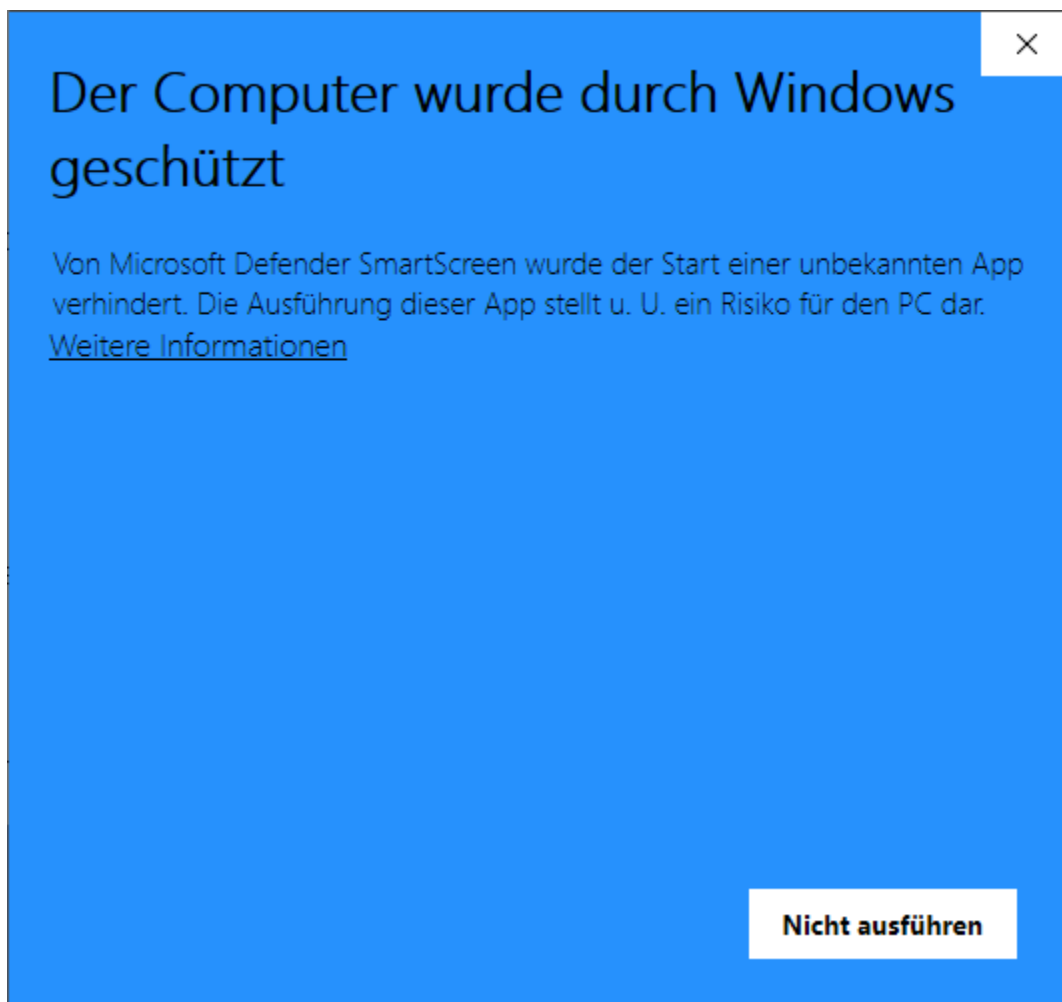 Der Computer wurde durch Windows
geschützt
Von Microsoft Defender SmartScreen wurde der Start einer unbekannten App
verhindert. Die Ausführung dieser App stellt u. U. ein Risiko für den PC dar.
Weitere Informationen
Nicht ausführen